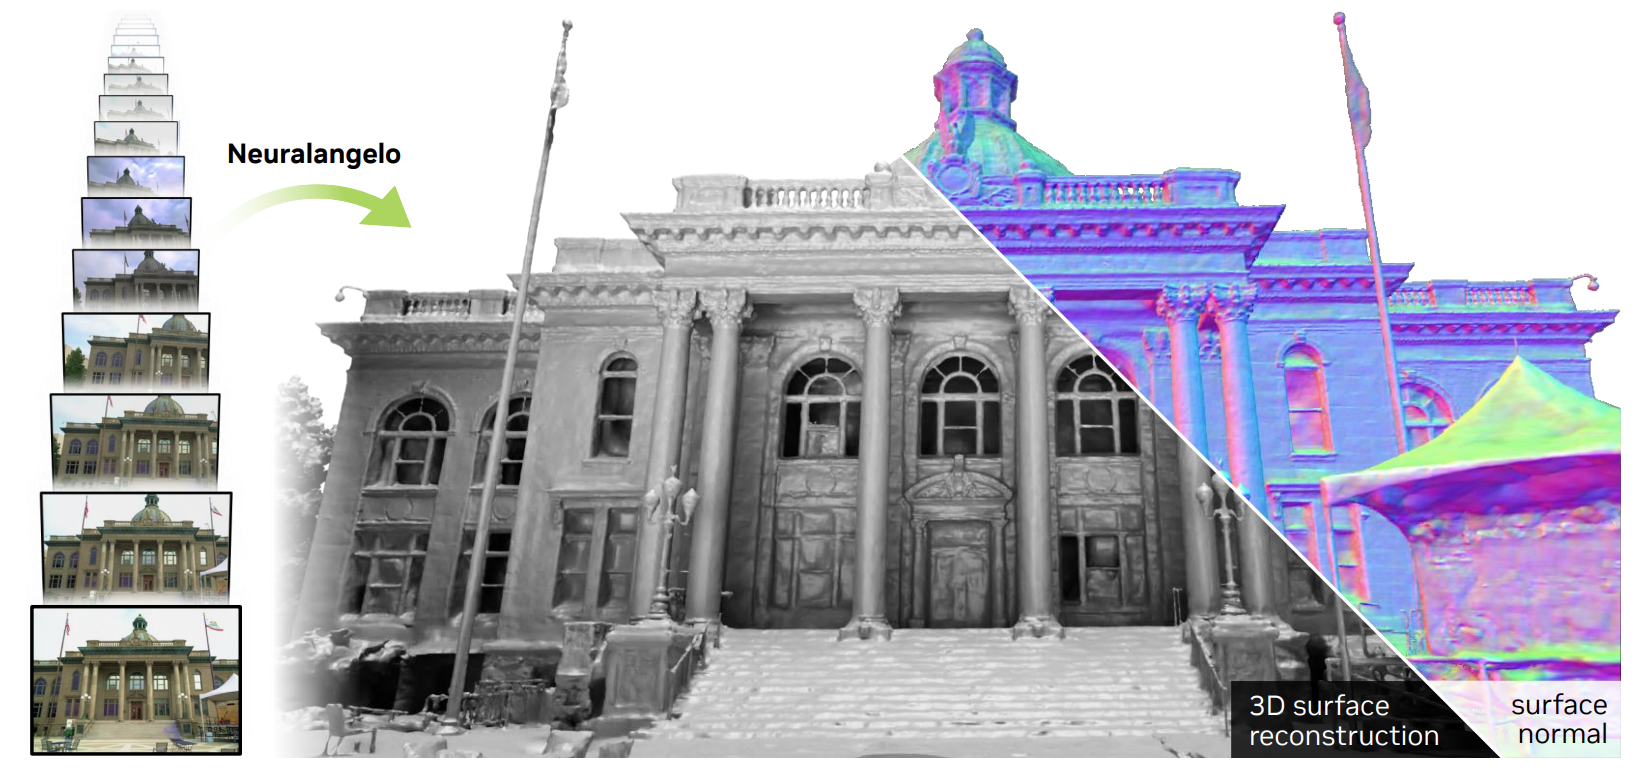 Neuralangelo
3D surface
reconstruction
surface
normal